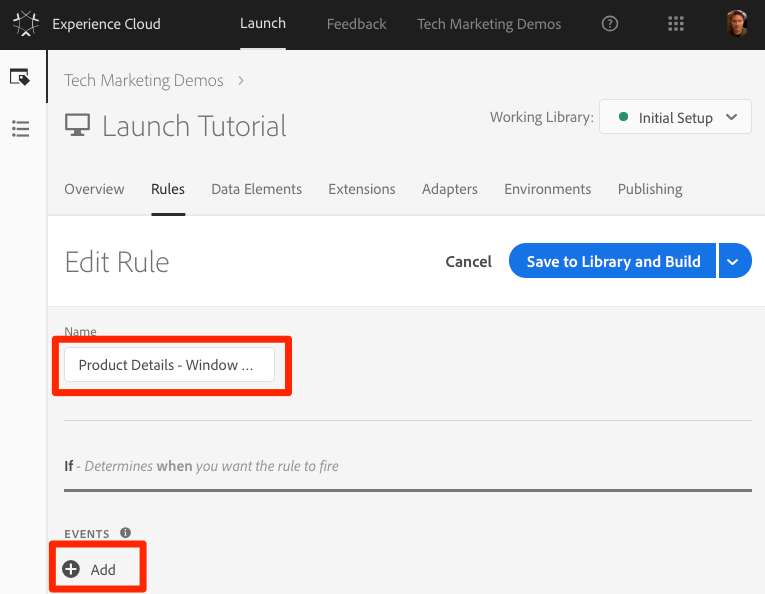 Experience Cloud Launch Feedback Tech Marketing Demos ?
Tech Marketing Demos >
Launch Tutorial
Working Library: Initial Setup
Overview Rules Data Elements Extensions Adapters Environments Publishing
Edit Rule
Cancel Save to Library and Build
Name
Product Details - Window ...
If - Determines when you want the rule to fire
EVENTS i
Add